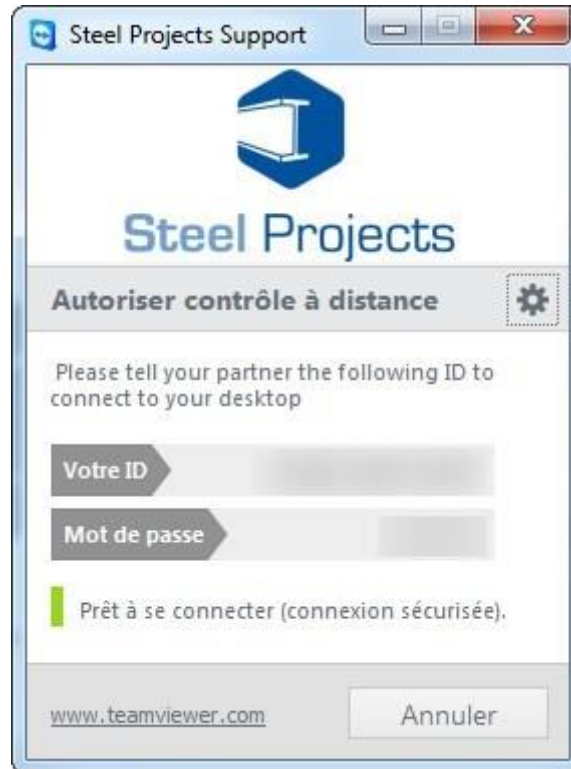 Steel Projects Support
Steel Projects
Autoriser contrôle à distance
Please tell your partner the following ID to
connect to your desktop
Votre ID
Mot de passe
Prêt à se connecter (connexion sécurisée).
www.teamviewer.com
Annuler